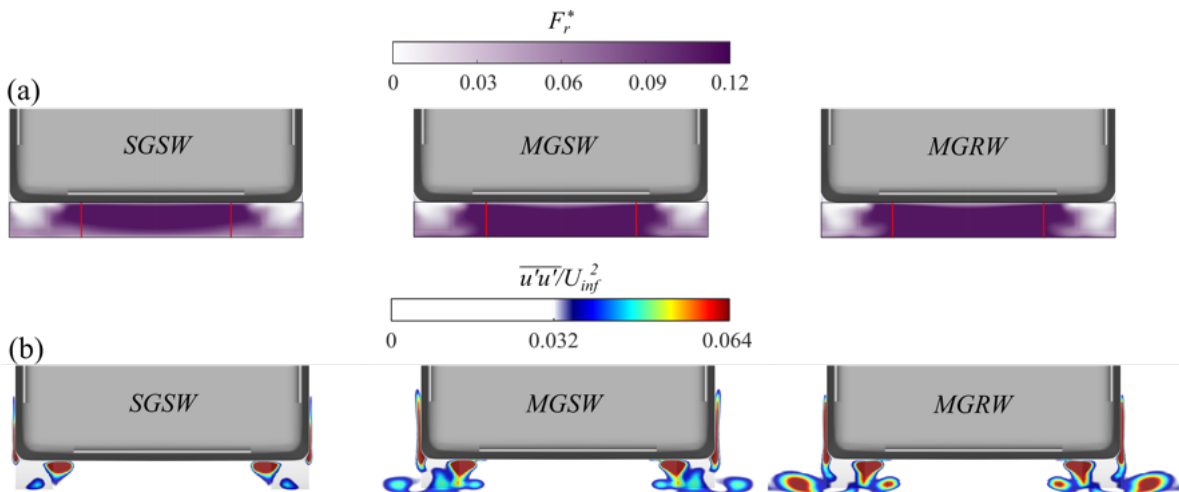 F_r^*
0 0.03 0.06 0.09 0.12
(a)
SGSW MGSW MGRW
\overline{u'u'}/U_{inf}^2
0 0.032 0.064
(b)
SGSW MGSW MGRW